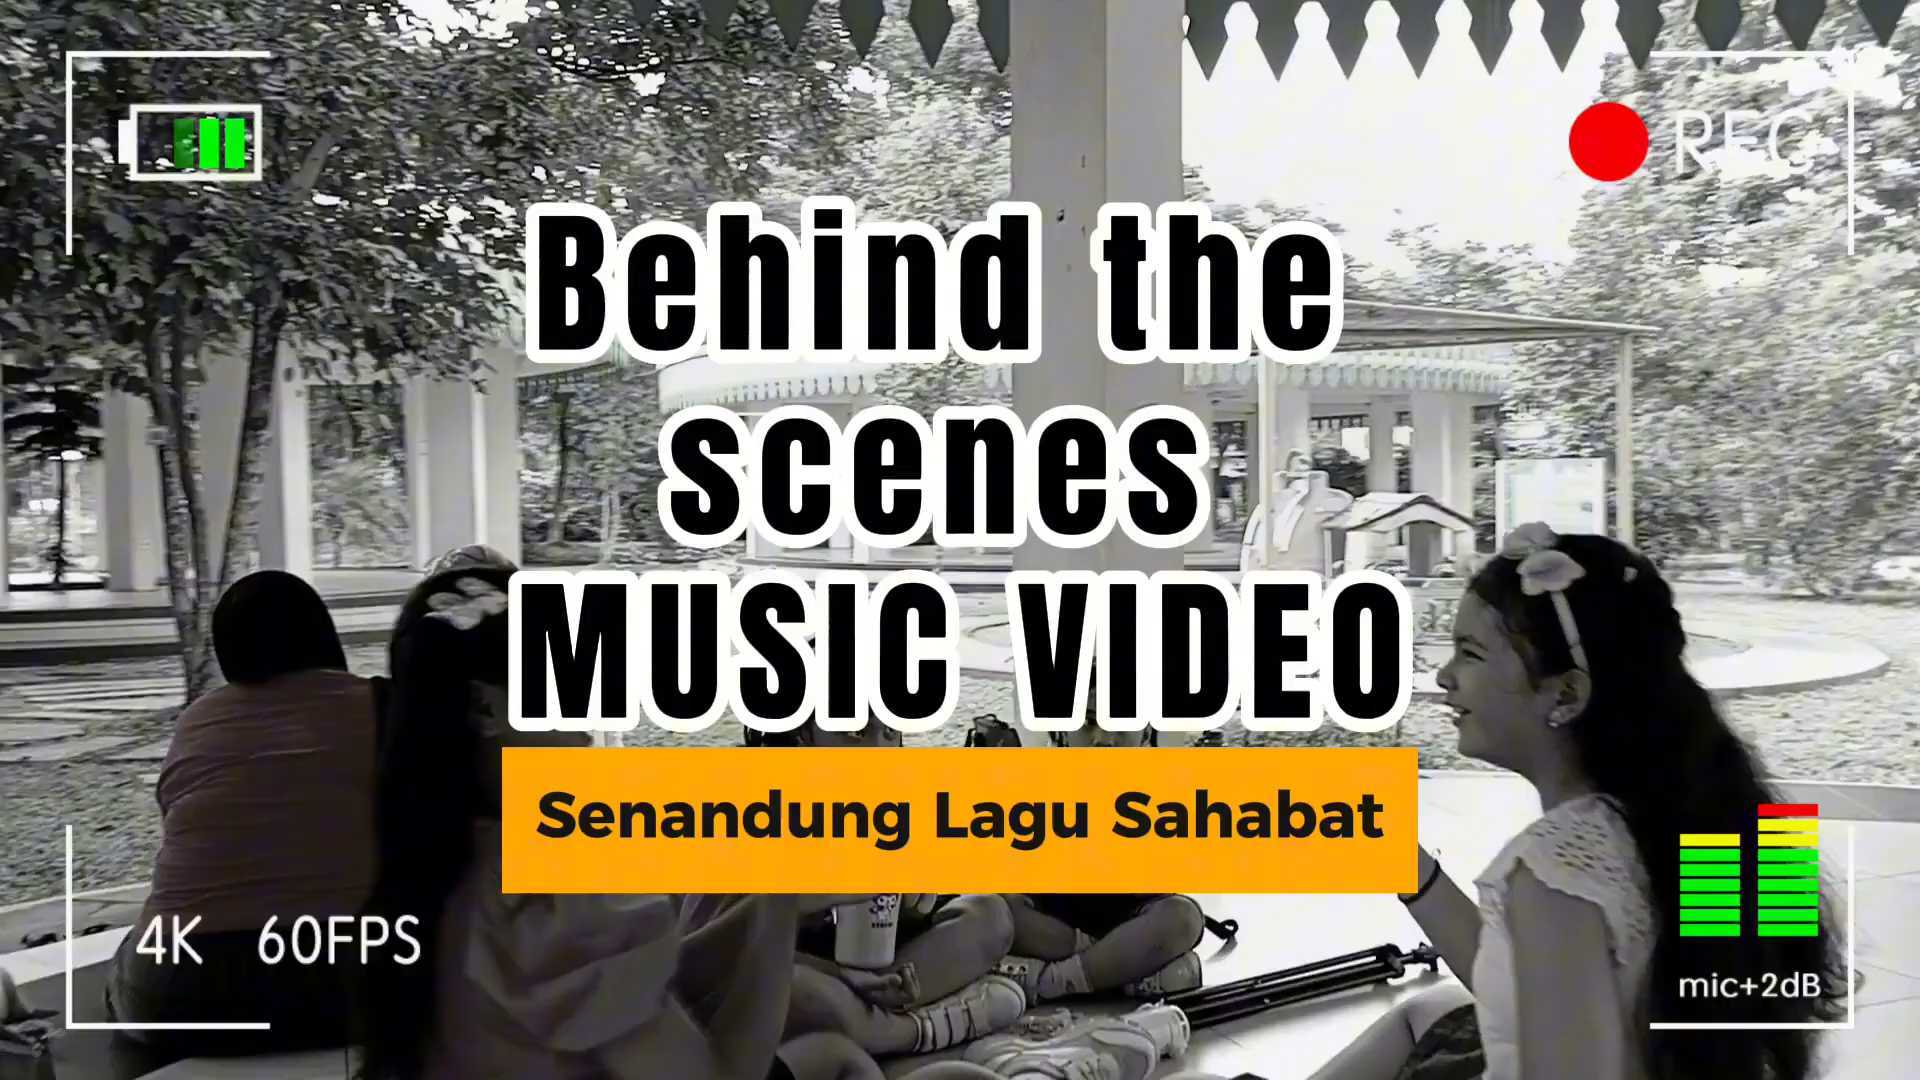 REC
Behind the
scenes
MUSIC VIDEO
Senandung Lagu Sahabat
4K 60FPS
mic+2dB